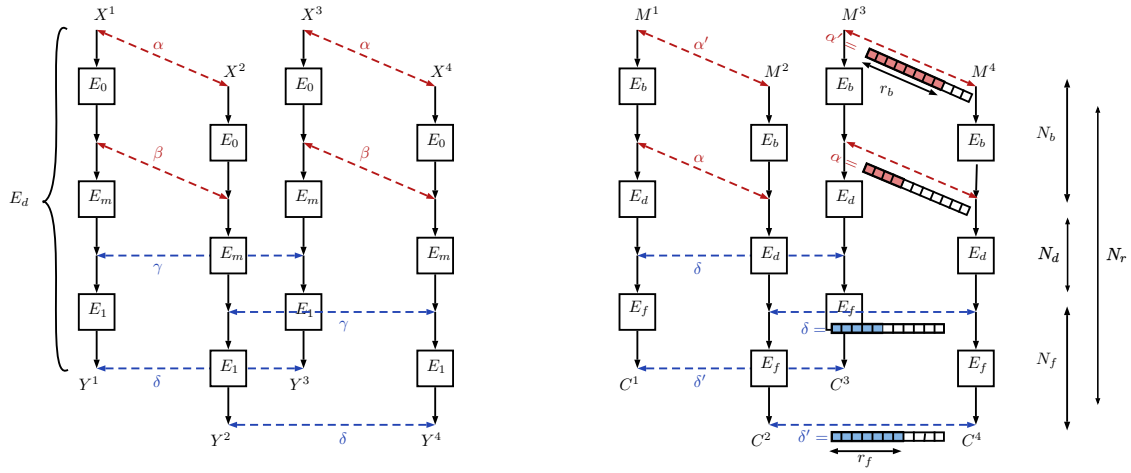 X¹ X³ M¹ M³
α α α′ α′ =
X² X⁴ M² M⁴
E₀ E₀ E_b E_b
r_b
E₀ E₀ E_b E_b N_b
β β α α =
E_d E_m E_m E_d E_d
E_m E_m E_d E_d N_d N_r
γ δ
E₁ E₁ E_f E_f
γ δ =
E₁ E₁ E_f E_f N_f
Y¹ δ Y³ C¹ δ′ C³
Y² δ Y⁴ C² δ′ = C⁴
r_f